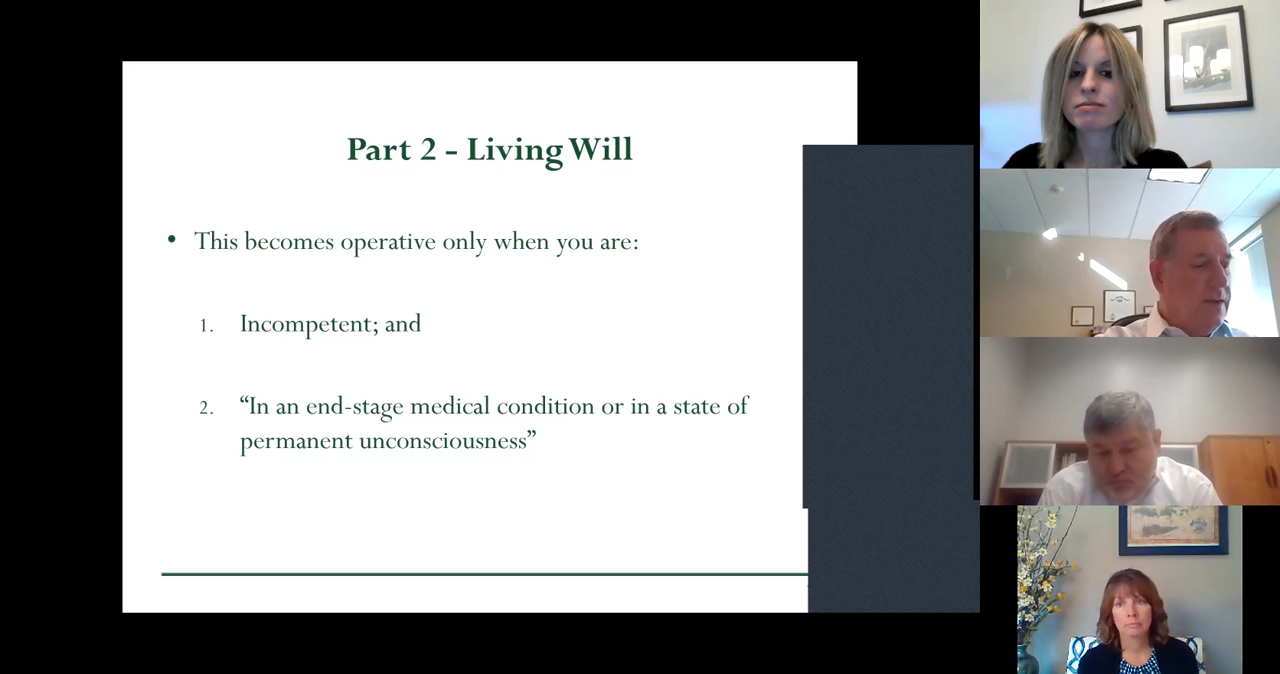 Part 2 - Living Will
• This becomes operative only when you are:
1. Incompetent; and
2. “In an end-stage medical condition or in a state of
permanent unconsciousness”